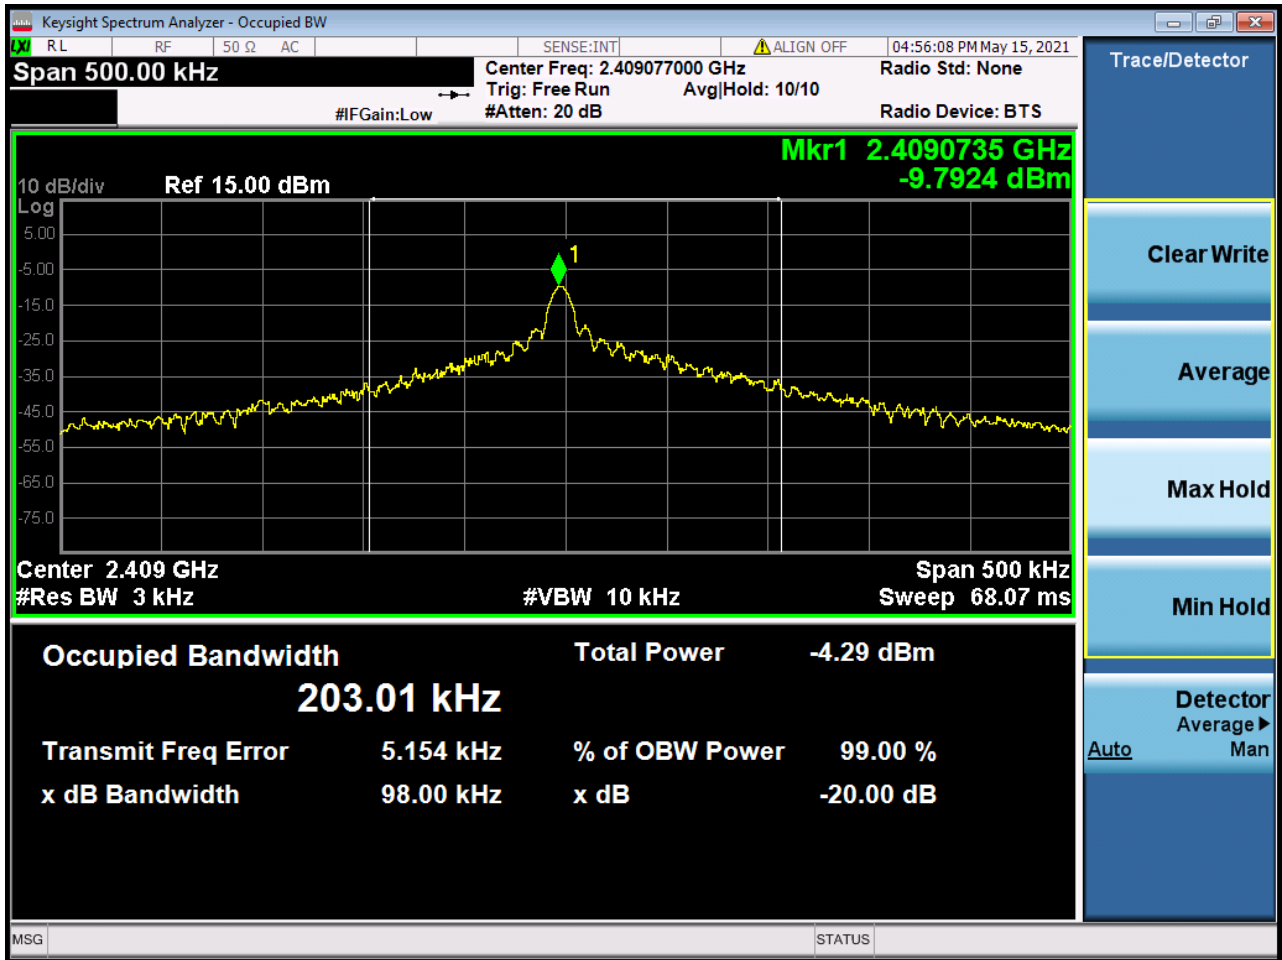 Keysight Spectrum Analyzer - Occupied BW
LXI RL RF 50 Ω AC SENSE:INT ALIGN OFF 04:56:08 PM May 15, 2021
Span 500.00 kHz
Center Freq: 2.409077000 GHz Radio Std: None
Trig: Free Run Avg|Hold: 10/10
#IFGain:Low #Atten: 20 dB Radio Device: BTS
Mkr1 2.4090735 GHz
-9.7924 dBm
10 dB/div Ref 15.00 dBm
Log
5.00
-5.00
-15.0
-25.0
-35.0
-45.0
-55.0
-65.0
-75.0
1
Center 2.409 GHz Span 500 kHz
#Res BW 3 kHz #VBW 10 kHz Sweep 68.07 ms
Occupied Bandwidth Total Power -4.29 dBm
203.01 kHz
Transmit Freq Error 5.154 kHz % of OBW Power 99.00 %
x dB Bandwidth 98.00 kHz x dB -20.00 dB
MSG STATUS
Trace/Detector
Clear Write
Average
Max Hold
Min Hold
Detector
Average
Auto Man